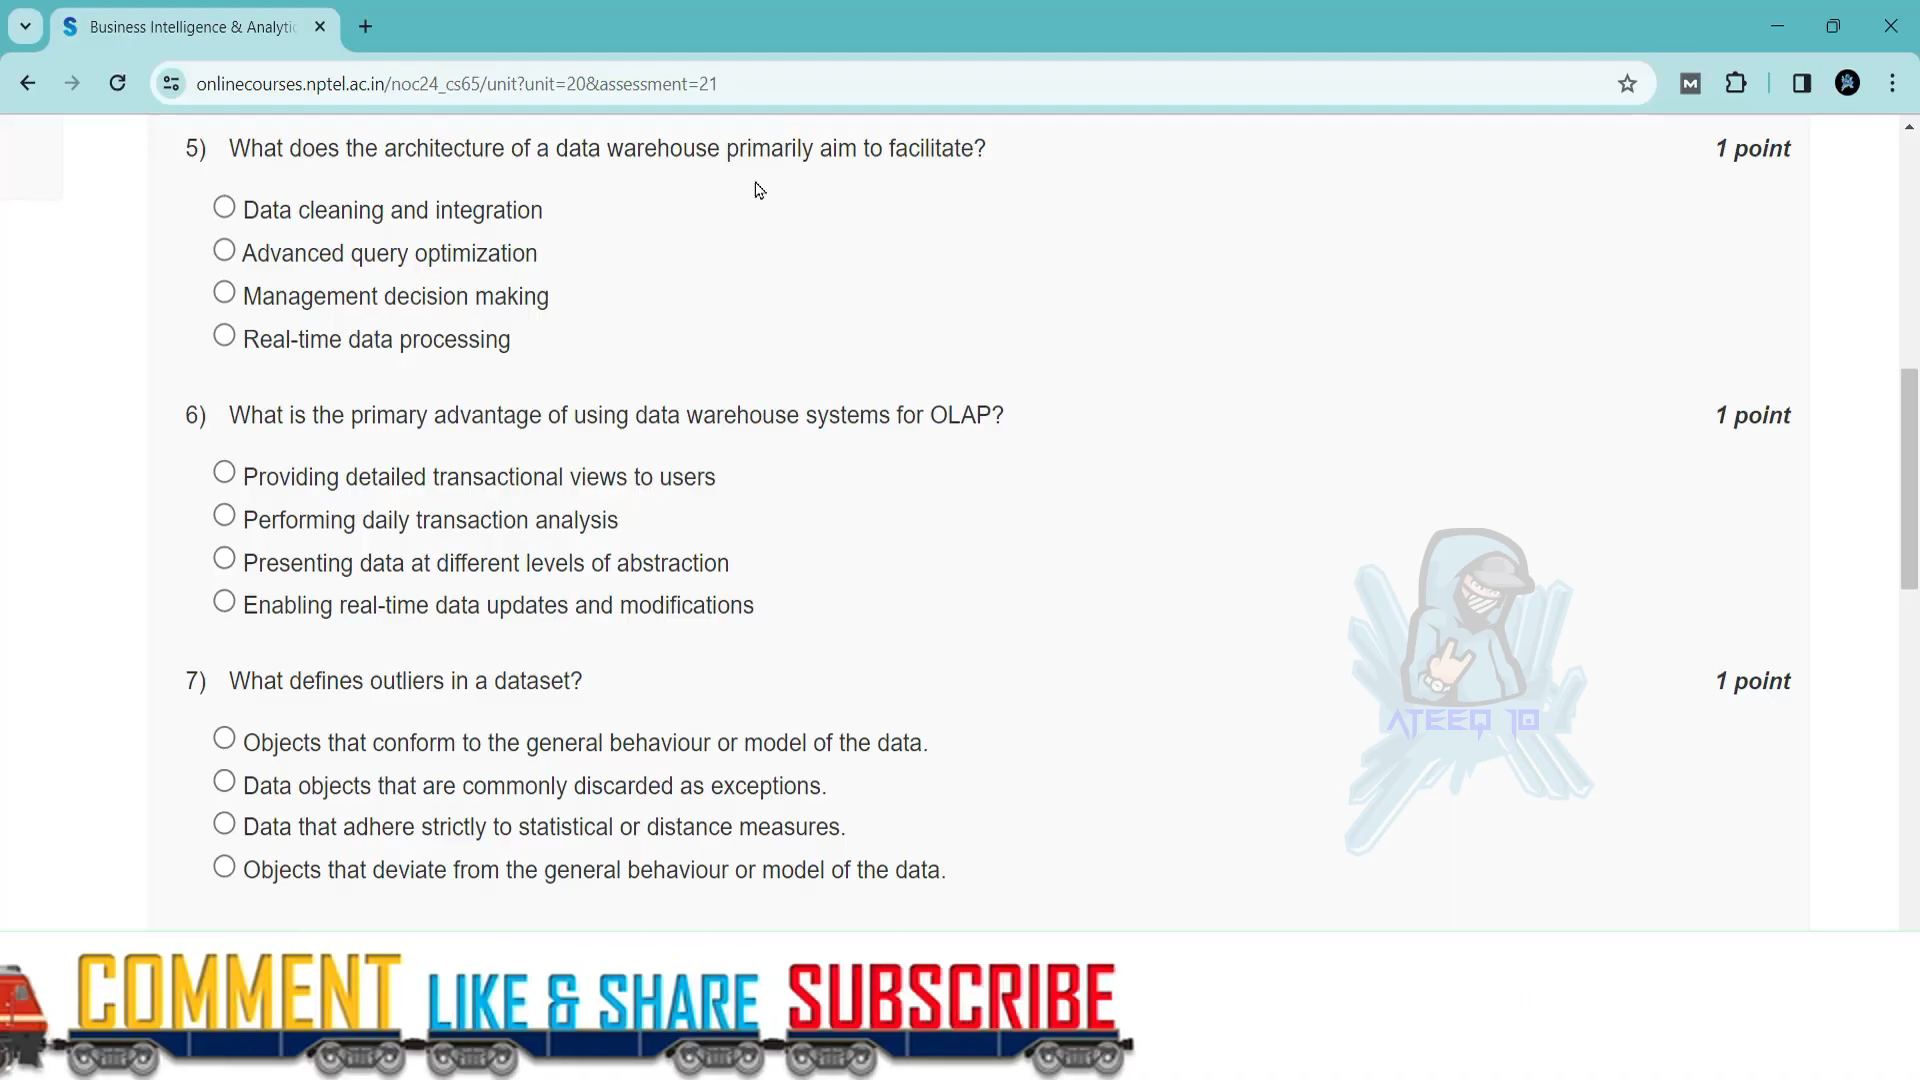 Business Intelligence & Analytic
onlinecourses.nptel.ac.in/noc24_cs65/unit?unit=20&assessment=21
5) What does the architecture of a data warehouse primarily aim to facilitate? 1 point
Data cleaning and integration
Advanced query optimization
Management decision making
Real-time data processing
6) What is the primary advantage of using data warehouse systems for OLAP? 1 point
Providing detailed transactional views to users
Performing daily transaction analysis
Presenting data at different levels of abstraction
Enabling real-time data updates and modifications
7) What defines outliers in a dataset? 1 point
Objects that conform to the general behaviour or model of the data.
Data objects that are commonly discarded as exceptions.
Data that adhere strictly to statistical or distance measures.
Objects that deviate from the general behaviour or model of the data.
ATEEQ 10
COMMENT LIKE & SHARE SUBSCRIBE